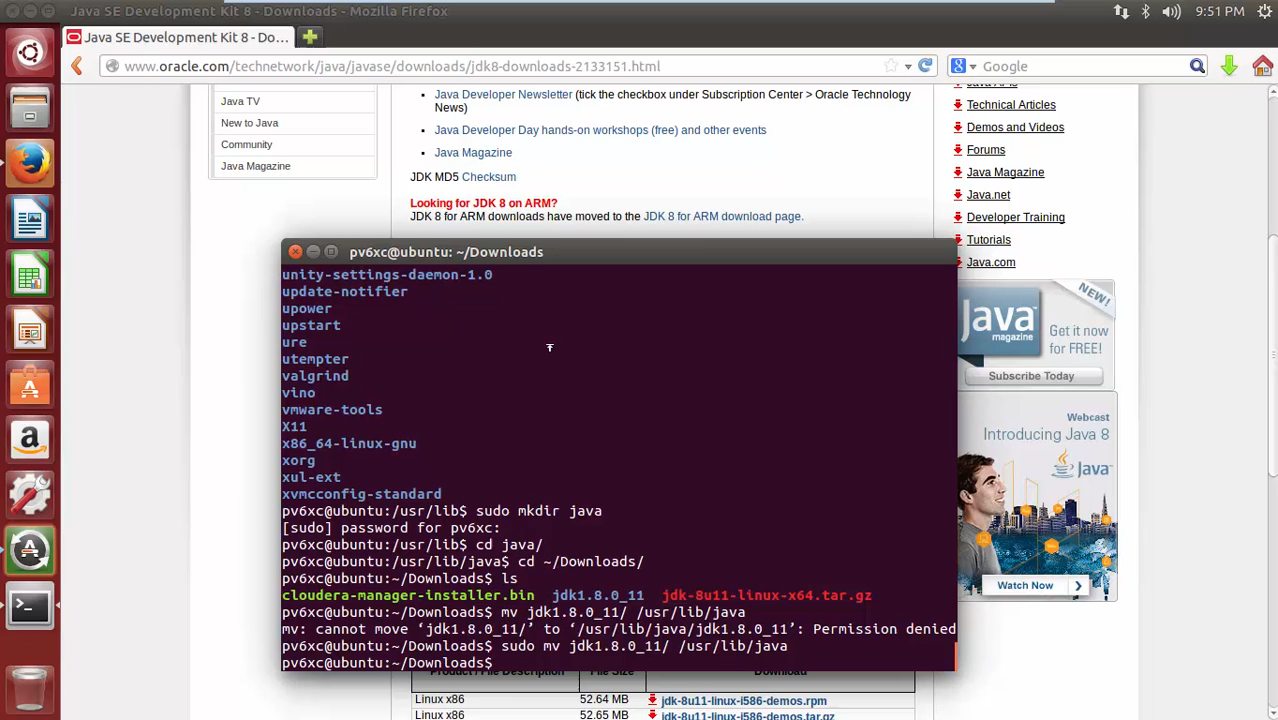 Java SE Development Kit 8 - Downloads - Mozilla Firefox
9:51 PM
Java SE Development Kit 8 - Do...
www.oracle.com/technetwork/java/javase/downloads/jdk8-downloads-2133151.html
Google
Java TV
New to Java
Community
Java Magazine
Java Developer Newsletter (tick the checkbox under Subscription Center > Oracle Technology
News)
Java Developer Day hands-on workshops (free) and other events
Java Magazine
JDK MD5 Checksum
Looking for JDK 8 on ARM?
JDK 8 for ARM downloads have moved to the JDK 8 for ARM download page.
Java APIs
Technical Articles
Demos and Videos
Forums
Java Magazine
Java.net
Developer Training
Tutorials
Java.com
NEW!
Java
magazine
Get it now
for FREE!
Subscribe Today
Webcast
Introducing Java 8
Java
Watch Now
pv6xc@ubuntu: ~/Downloads
unity-settings-daemon-1.0
update-notifier
upower
upstart
ure
utempter
valgrind
vino
vmware-tools
X11
x86_64-linux-gnu
xorg
xul-ext
xvmcconfig-standard
pv6xc@ubuntu:/usr/lib$ sudo mkdir java
[sudo] password for pv6xc:
pv6xc@ubuntu:/usr/lib$ cd java/
pv6xc@ubuntu:/usr/lib/java$ cd ~/Downloads/
pv6xc@ubuntu:~/Downloads$ ls
cloudera-manager-installer.bin jdk1.8.0_11 jdk-8u11-linux-x64.tar.gz
pv6xc@ubuntu:~/Downloads$ mv jdk1.8.0_11/ /usr/lib/java
mv: cannot move ‘jdk1.8.0_11/’ to ‘/usr/lib/java/jdk1.8.0_11’: Permission denied
pv6xc@ubuntu:~/Downloads$ sudo mv jdk1.8.0_11/ /usr/lib/java
pv6xc@ubuntu:~/Downloads$
Product / File Description File Size Download
Linux x86 52.64 MB jdk-8u11-linux-i586-demos.rpm
Linux x86 52.65 MB jdk-8u11-linux-i586-demos.tar.gz